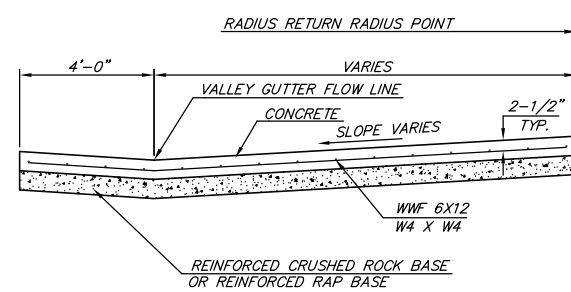 RADIUS RETURN RADIUS POINT
4'-0"
VARIES
VALLEY GUTTER FLOW LINE
CONCRETE
2-1/2"
TYP.
SLOPE VARIES
WWF 6X12
W4 X W4
REINFORCED CRUSHED ROCK BASE
OR REINFORCED RAP BASE